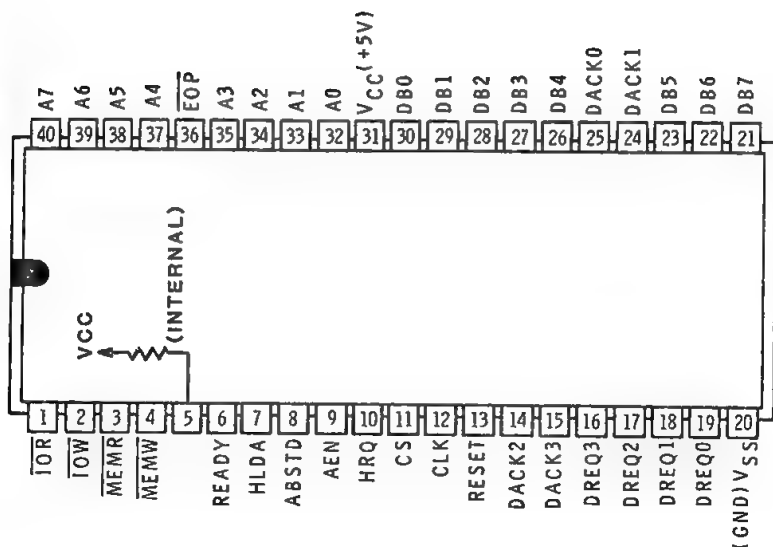 40 A7
39 A6
38 A5
37 A4
36 EOP
35 A3
34 A2
33 A1
32 A0
31 VCC(+5V)
30 DB0
29 DB1
28 DB2
27 DB3
26 DB4
25 DACK0
24 DACK1
23 DB5
22 DB6
21 DB7
VCC
(INTERNAL)
1 IOR
2 IOW
3 MEMR
4 MEMW
5
6 READY
7 HLDA
8 ABSTD
9 AEN
10 HRQ
11 CS
12 CLK
13 RESET
14 DACK2
15 DACK3
16 DREQ3
17 DREQ2
18 DREQ1
19 DREQ0
20 (GND)VSS